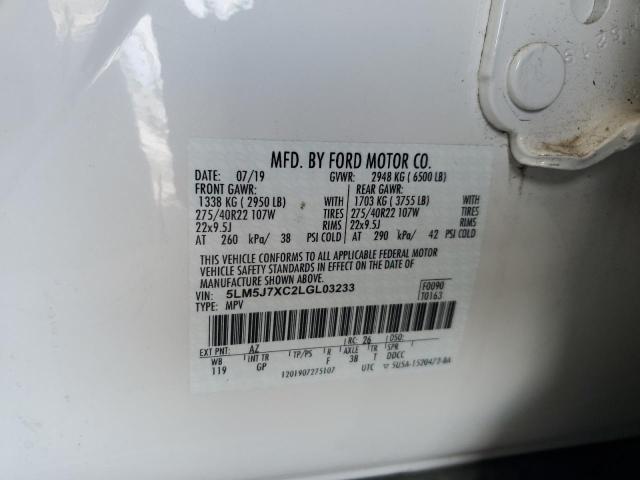 MFD. BY FORD MOTOR CO.
DATE: 07/19 GVWR: 2948 KG ( 6500 LB)
FRONT GAWR: REAR GAWR:
1338 KG ( 2950 LB) 1703 KG ( 3755 LB)
275/40R22 107W TIRES 275/40R22 107W TIRES
22x9.5J RIMS 22x9.5J RIMS
AT 260 kPa/ 38 PSI COLD AT 290 kPa/ 42 PSI COLD
THIS VEHICLE CONFORMS TO ALL APPLICABLE FEDERAL MOTOR
VEHICLE SAFETY STANDARDS IN EFFECT ON THE DATE OF
MANUFACTURE SHOWN ABOVE.
VIN: 5LM5J7XC2LGL03233 F0090
TYPE: MPV T0163
EXT PNT: AZ RC: 26
WB INT TR TP/PS R AXLE TR SPR
119 GP F 38 T DDCC
1201907275107 UTC 5U5A-1520472-BA